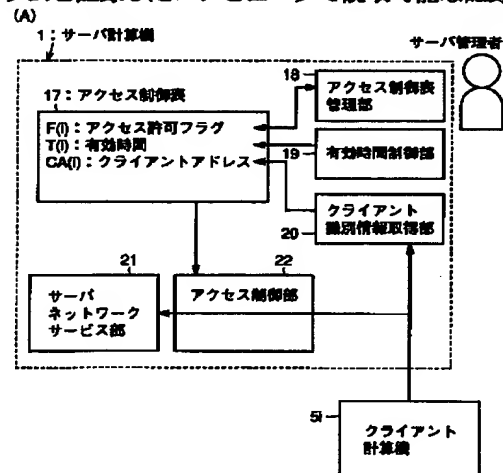 (A)
1:サーバ計算機
サーバ管理者
17:アクセス制御表
F(i):アクセス許可フラグ
T(i):有効時間
CA(i):クライアントアドレス
18
アクセス制御表
管理部
19
有効時間制御部
クライアント
識別情報取得部
20
21
サーバ
ネットワーク
サービス部
22
アクセス制御部
5i
クライアント
計算機